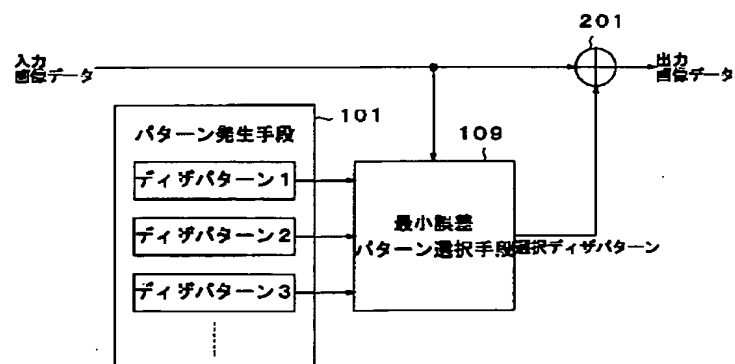 201
入力
画像データ
出力
画像データ
101
パターン発生手段
109
ディザパターン1
ディザパターン2
ディザパターン3
最小誤差
パターン選択手段
選択ディザパターン